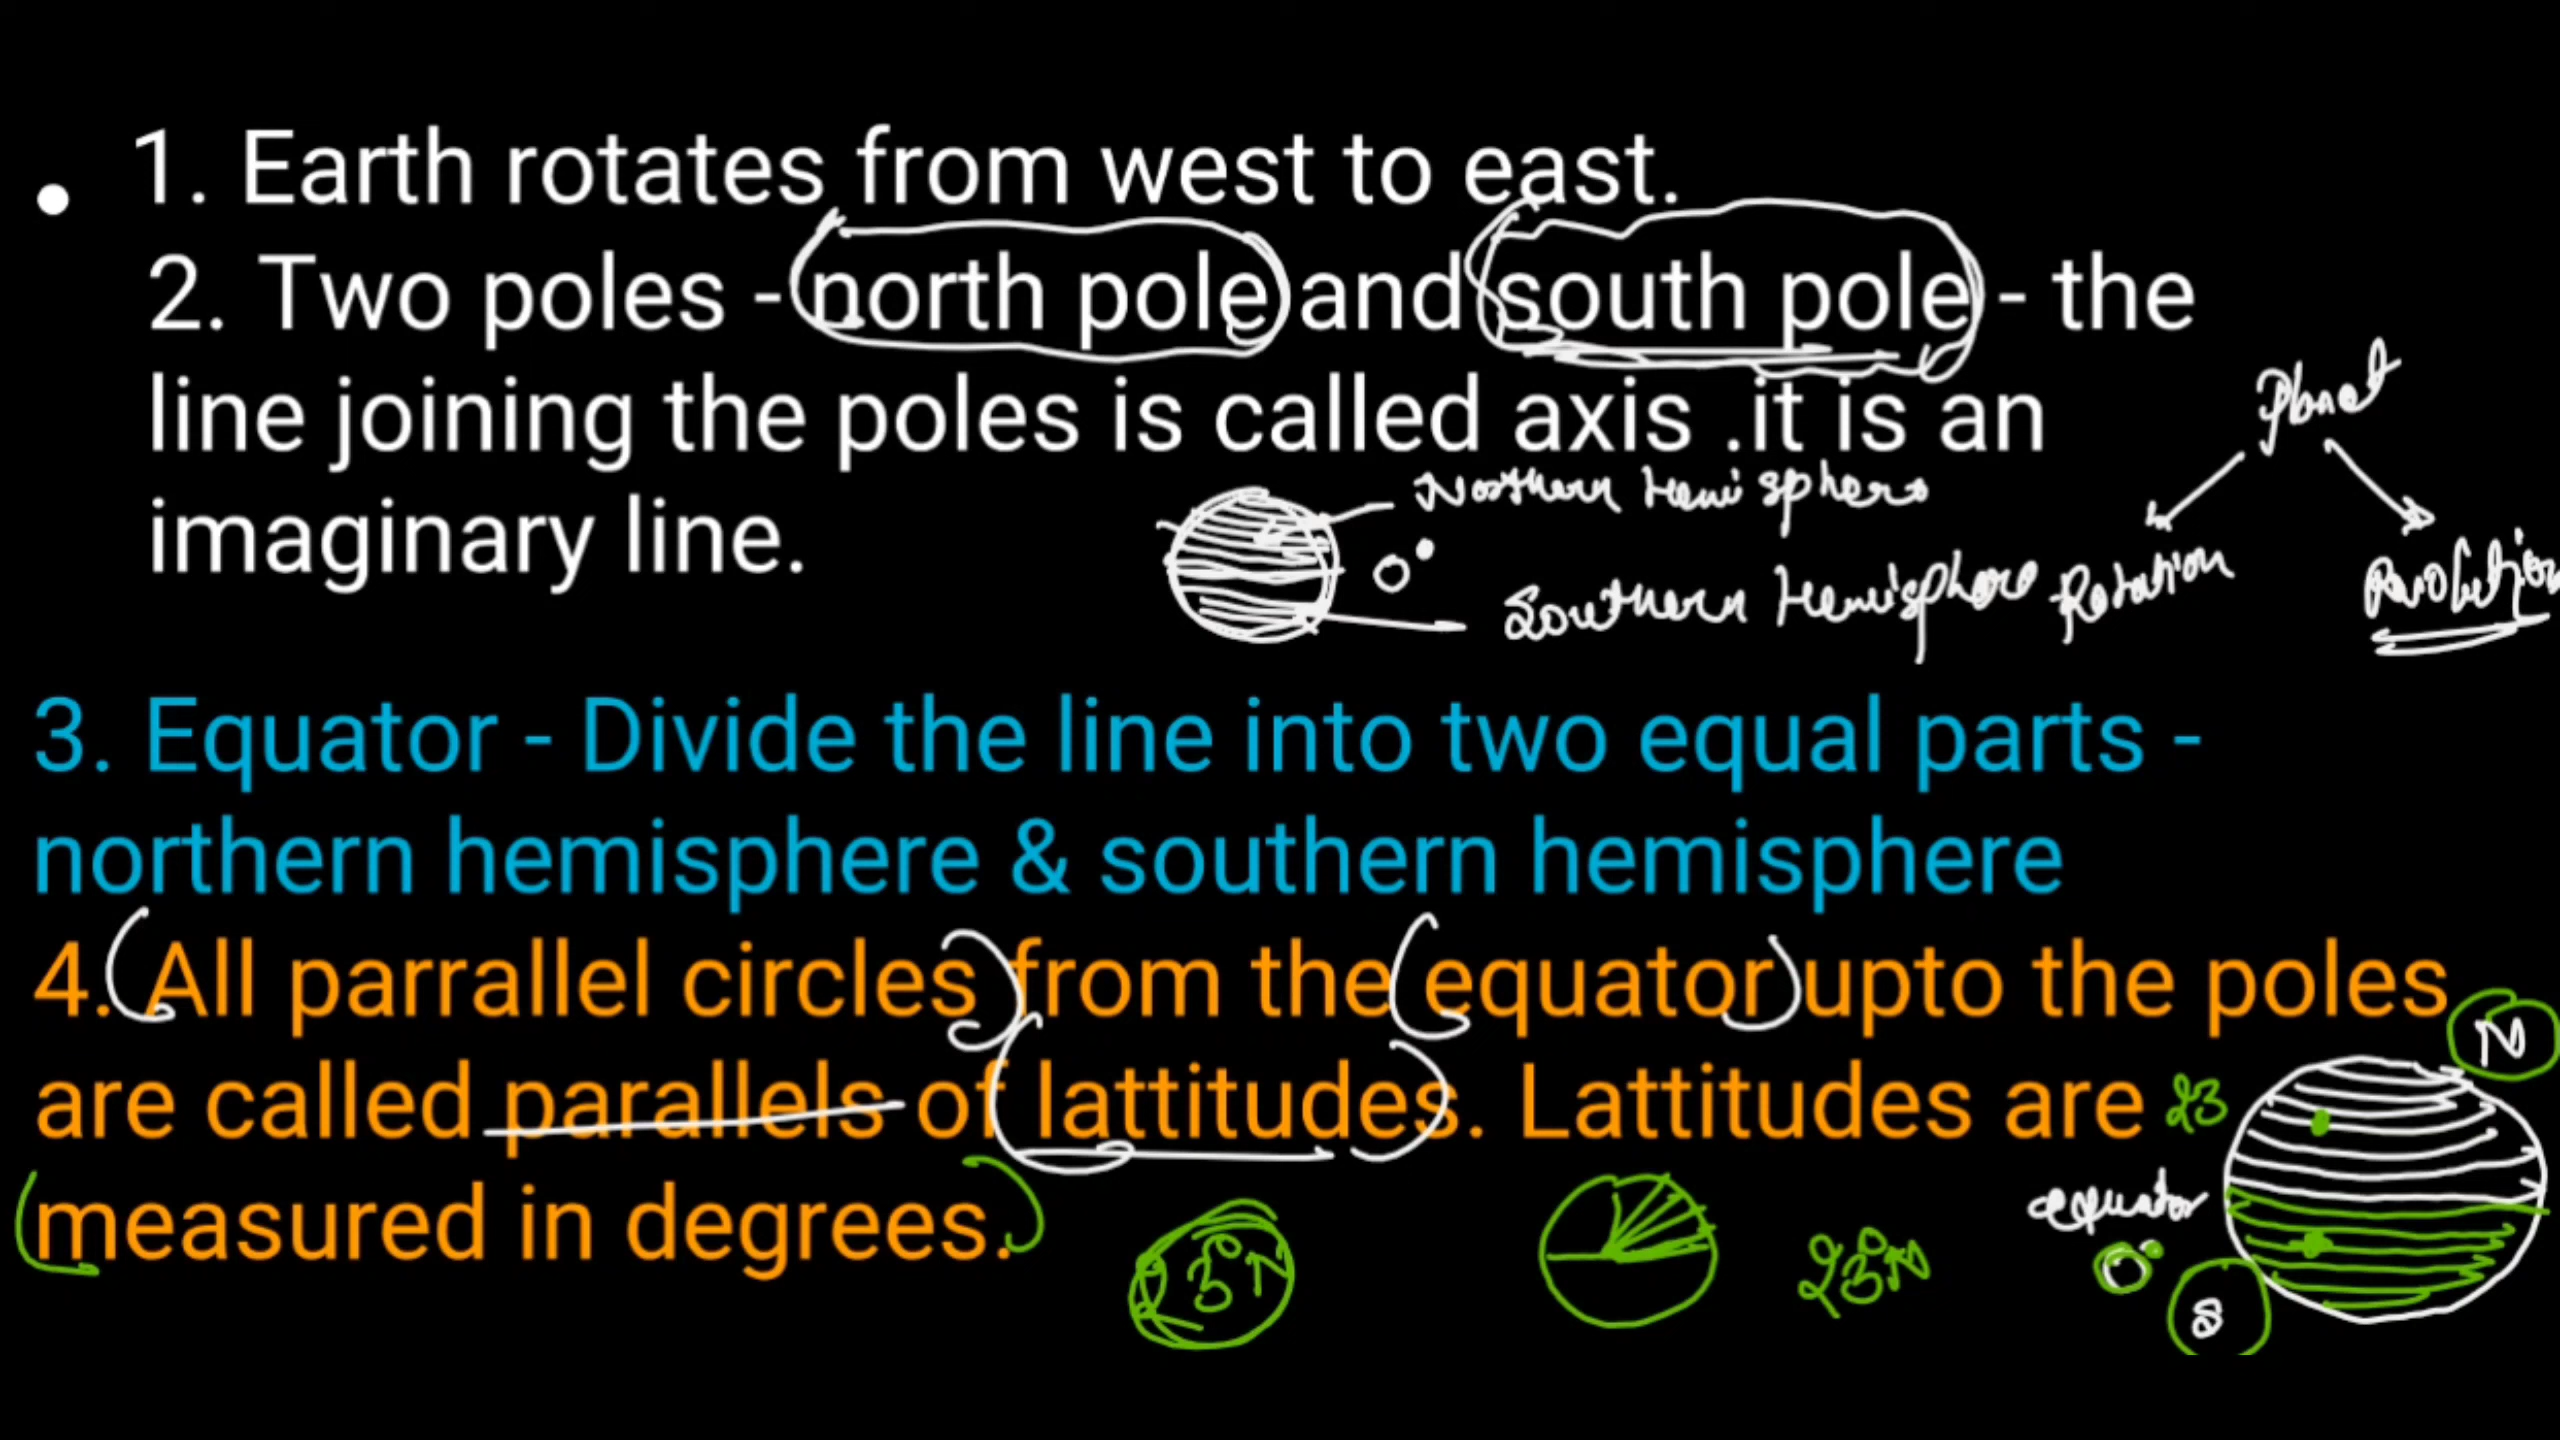 • 1. Earth rotates from west to east.
2. Two poles - north pole and south pole - the
line joining the poles is called axis .it is an
imaginary line.
Planet
Northern Hemisphere
0°
Southern Hemisphere
Rotation
Revolution
3. Equator - Divide the line into two equal parts -
northern hemisphere & southern hemisphere
4. All parrallel circles from the equator upto the poles
are called parallels of lattitudes. Lattitudes are
measured in degrees.
N
23
equator
0°
S
3°N
23°N